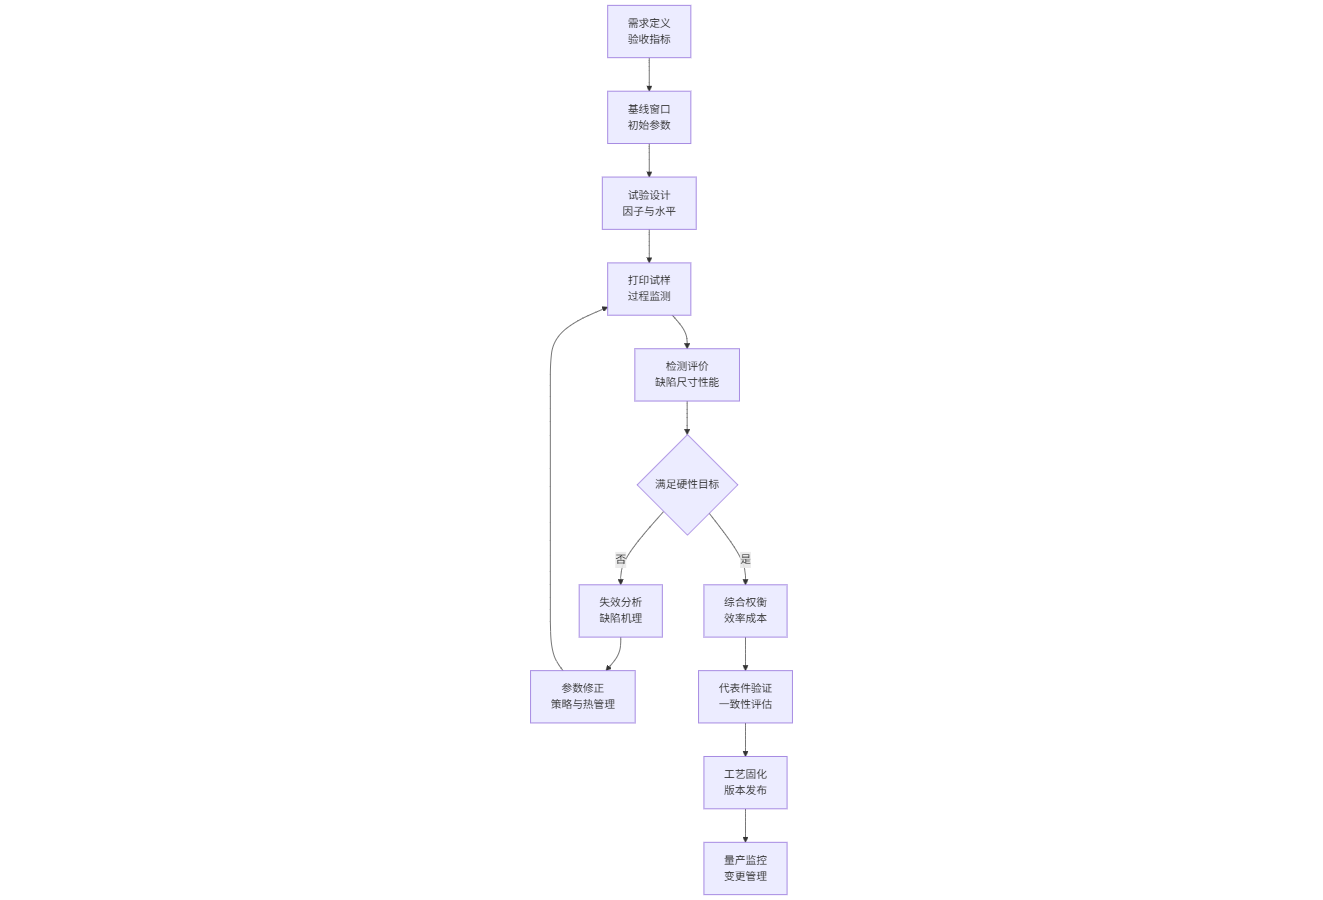 需求定义
验收指标
基线窗口
初始参数
试验设计
因子与水平
打印试样
过程监测
检测评价
缺陷尺寸性能
满足硬性目标
否
是
失效分析
缺陷机理
综合权衡
效率成本
参数修正
策略与热管理
代表件验证
一致性评估
工艺固化
版本发布
量产监控
变更管理